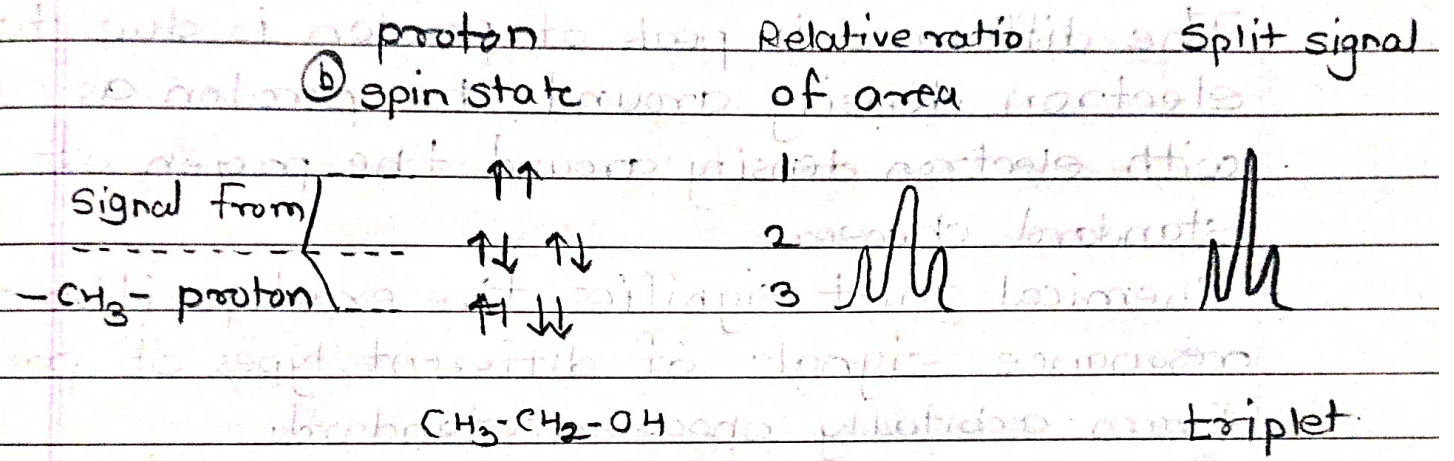 proton Relative ratio Split signal
ⓑ spin state of area
↑↑ 1
Signal from
↑↓ ↑↓ 2
-CH3- proton ↓↓ 3
CH3-CH2-OH triplet